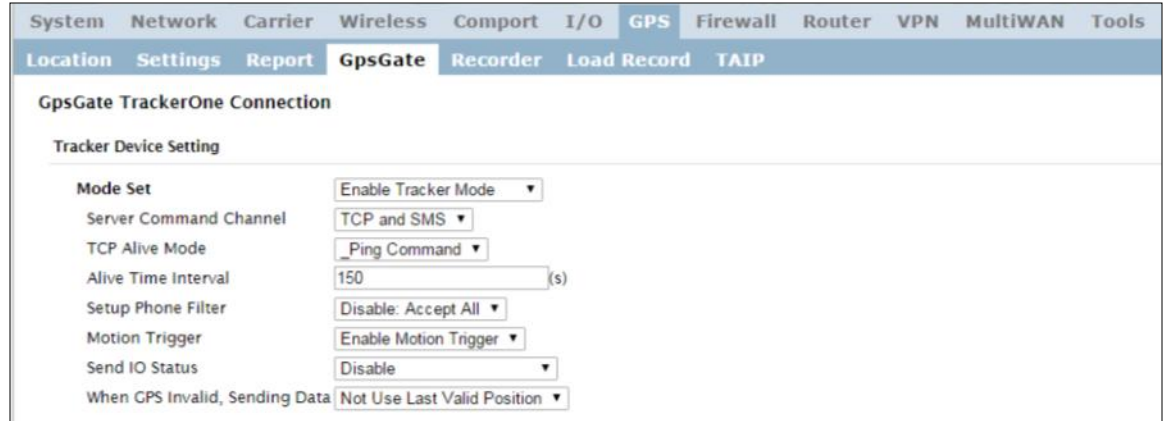 System Network Carrier Wireless Comport I/O GPS Firewall Router VPN MultiWAN Tools
Location Settings Report GpsGate Recorder Load Record TAIP
GpsGate TrackerOne Connection
Tracker Device Setting
Mode Set Enable Tracker Mode
Server Command Channel TCP and SMS
TCP Alive Mode _Ping Command
Alive Time Interval 150 (s)
Setup Phone Filter Disable: Accept All
Motion Trigger Enable Motion Trigger
Send IO Status Disable
When GPS Invalid, Sending Data Not Use Last Valid Position